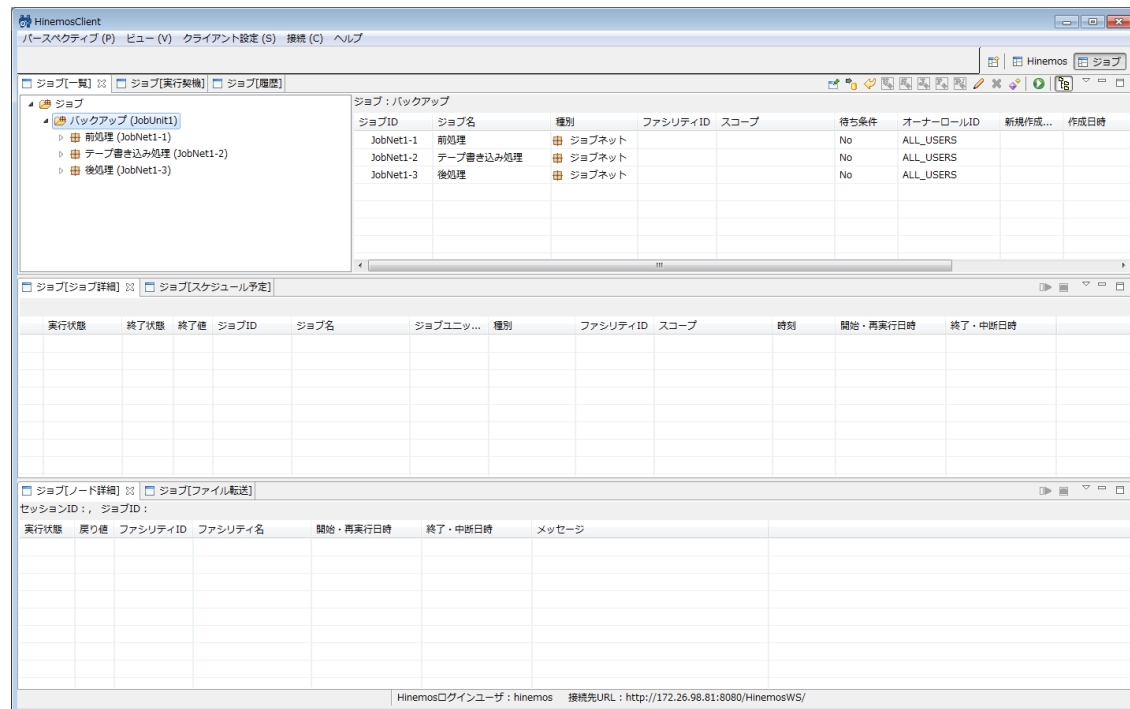 HinemosClient
パースペクティブ (P) ビュー (V) クライアント設定 (S) 接続 (C) ヘルプ
Hinemos ジョブ
ジョブ[一覧] ジョブ[実行契機] ジョブ[履歴]
ジョブ
バックアップ (JobUnit1)
前処理 (JobNet1-1)
テープ書き込み処理 (JobNet1-2)
後処理 (JobNet1-3)
ジョブ : バックアップ
ジョブID ジョブ名 種別 ファシリティID スコープ 待ち条件 オーナーロールID 新規作成... 作成日時
JobNet1-1 前処理 ジョブネット No ALL_USERS
JobNet1-2 テープ書き込み処理 ジョブネット No ALL_USERS
JobNet1-3 後処理 ジョブネット No ALL_USERS
ジョブ[ジョブ詳細] ジョブ[スケジュール予定]
実行状態 終了状態 終了値 ジョブID ジョブ名 ジョブユニッ... 種別 ファシリティID スコープ 時刻 開始・再実行日時 終了・中断日時
ジョブ[ノード詳細] ジョブ[ファイル転送]
セッションID : , ジョブID :
実行状態 戻り値 ファシリティID ファシリティ名 開始・再実行日時 終了・中断日時 メッセージ
Hinemosログインユーザ : hinemos 接続先URL : http://172.26.98.81:8080/HinemosWS/